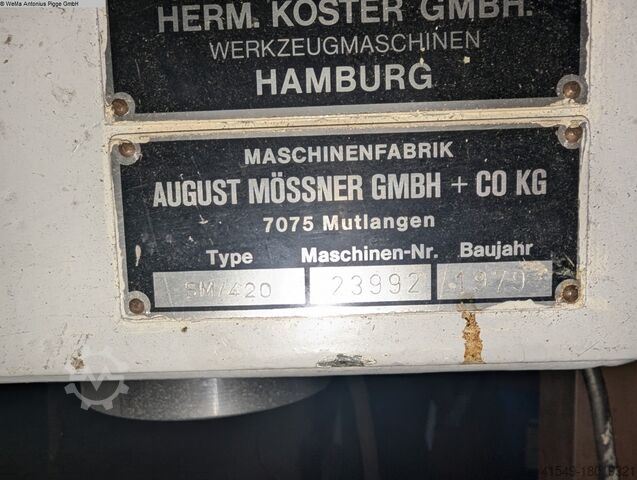 © WeMa Antonius Pigge GmbH
HERM. KÖSTER GMBH.
WERKZEUGMASCHINEN
HAMBURG
MASCHINENFABRIK
AUGUST MÖSSNER GMBH + CO KG
7075 Mutlangen
Type Maschinen-Nr. Baujahr
SM/420 23992 1979